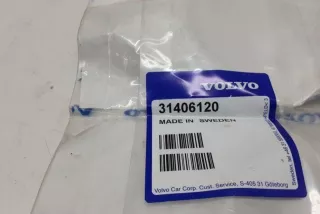 VOLVO
31406120
MADE IN SWEDEN
Volvo Car Corp. Cust. Service, S-405 31 Göteborg